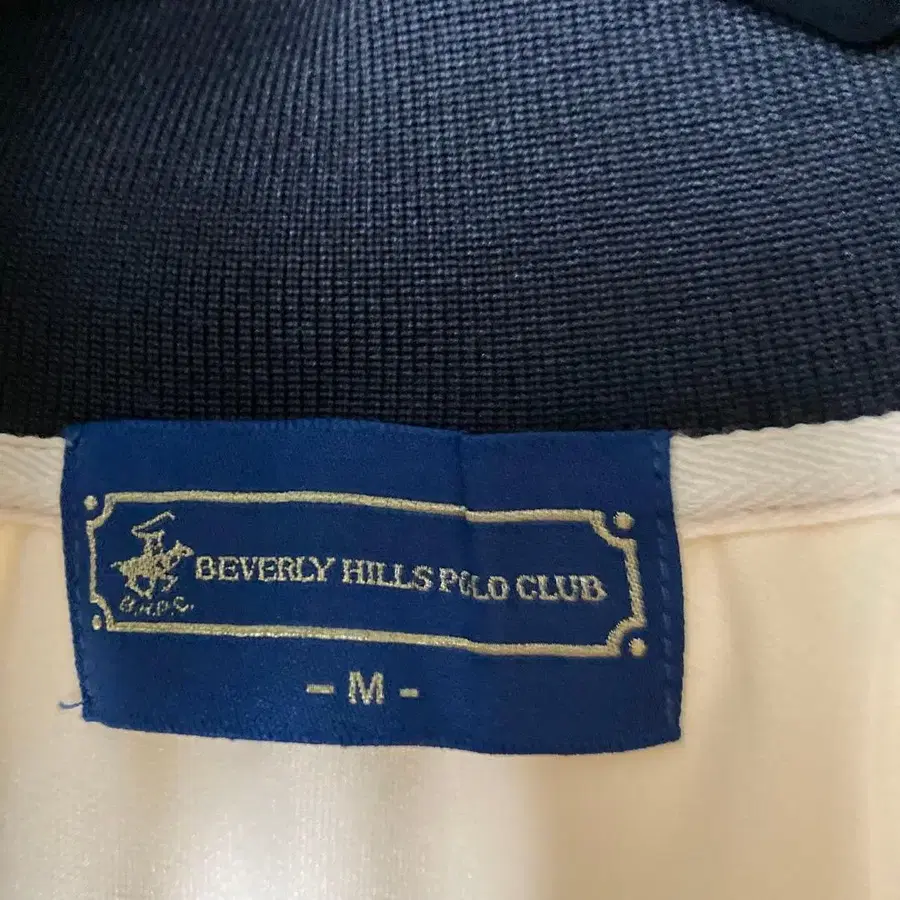 BEVERLY HILLS POLO CLUB
B.H.P.C.
- M -